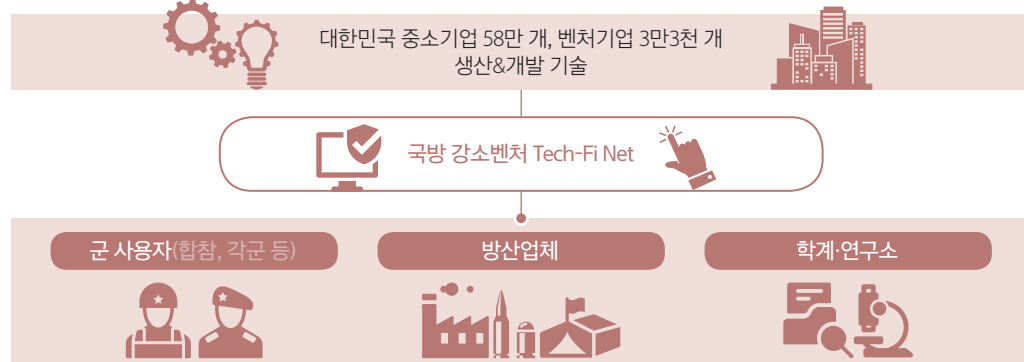 대한민국 중소기업 58만 개, 벤처기업 3만3천 개
생산&개발 기술
국방 강소벤처 Tech-Fi Net
군 사용자(합참, 각군 등)
방산업체
학계·연구소